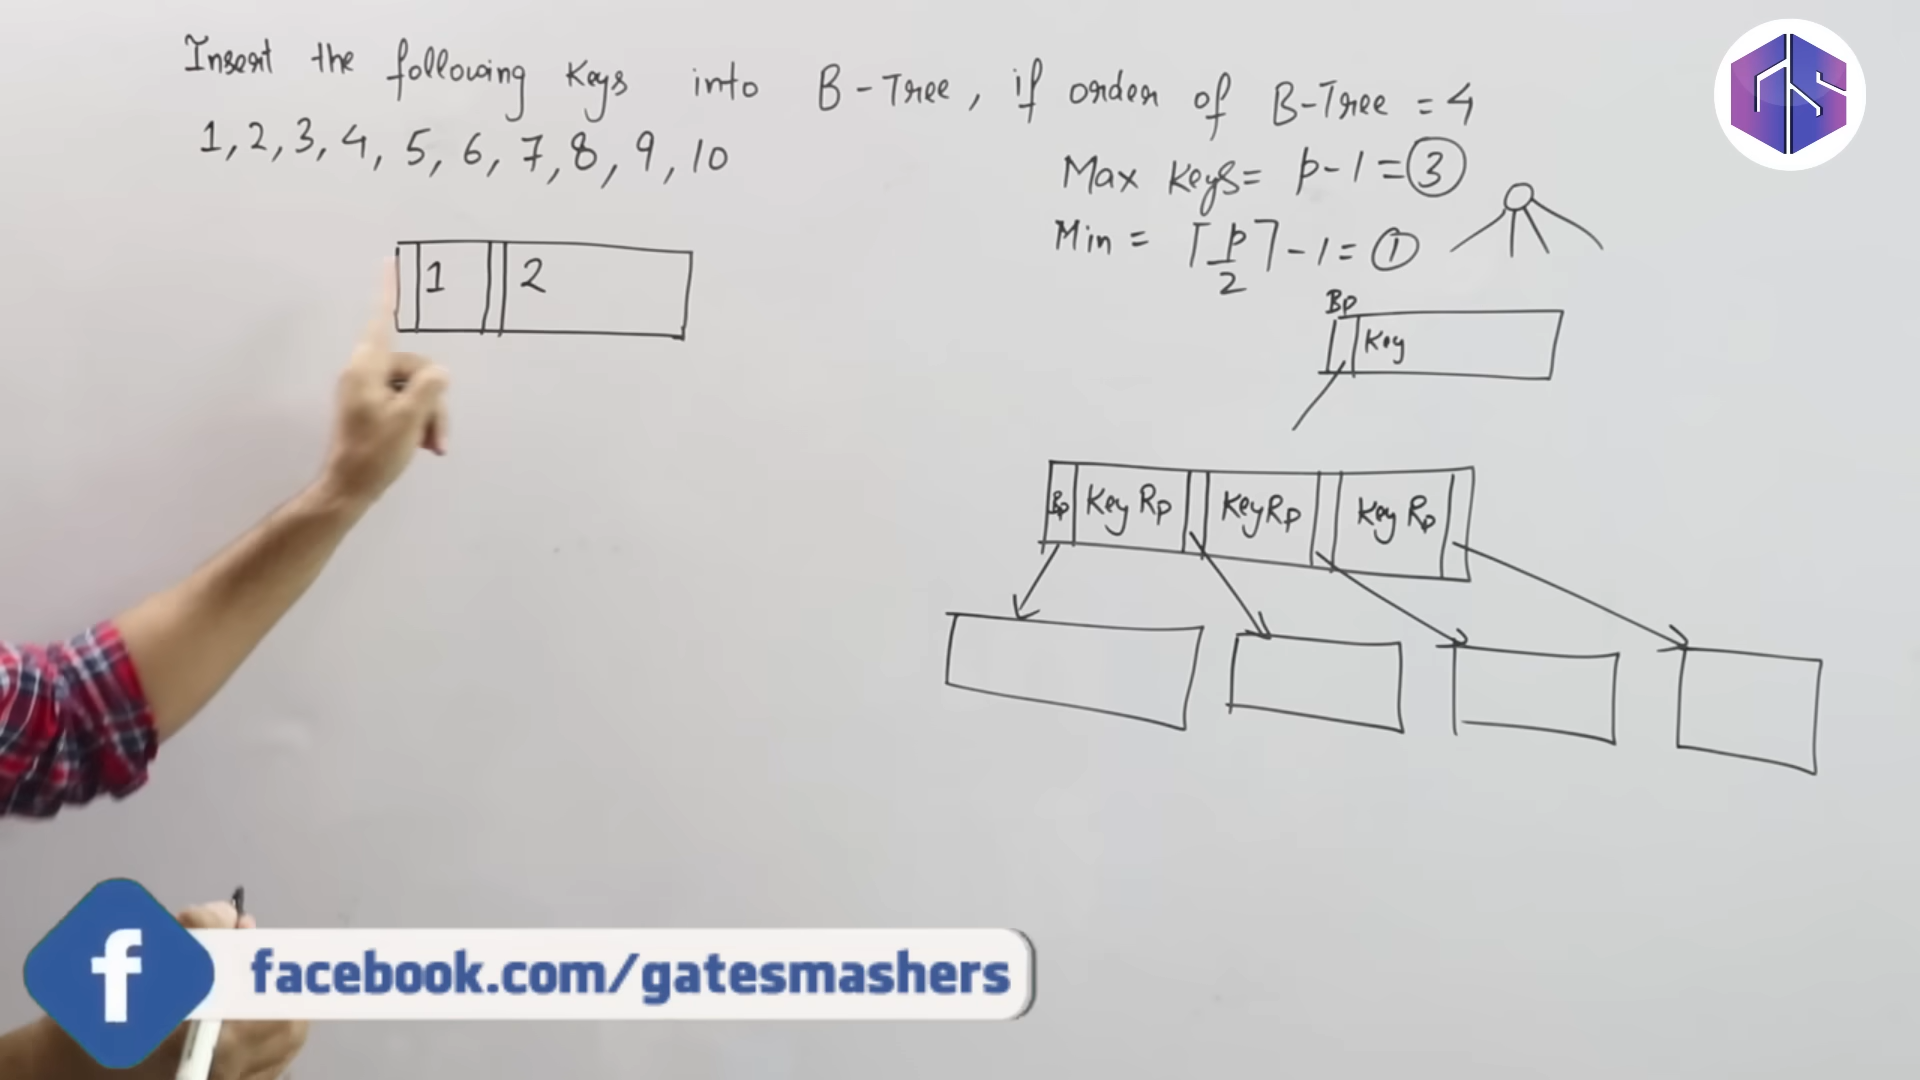 Insert the following Keys into B-Tree, if order of B-Tree = 4
1, 2, 3, 4, 5, 6, 7, 8, 9, 10
Max Keys = p-1 = 3
Min = ⌈p/2⌉ - 1 = 1
1 2
Bp
Key
Bp Key Rp Key Rp Key Rp
f facebook.com/gatesmashers